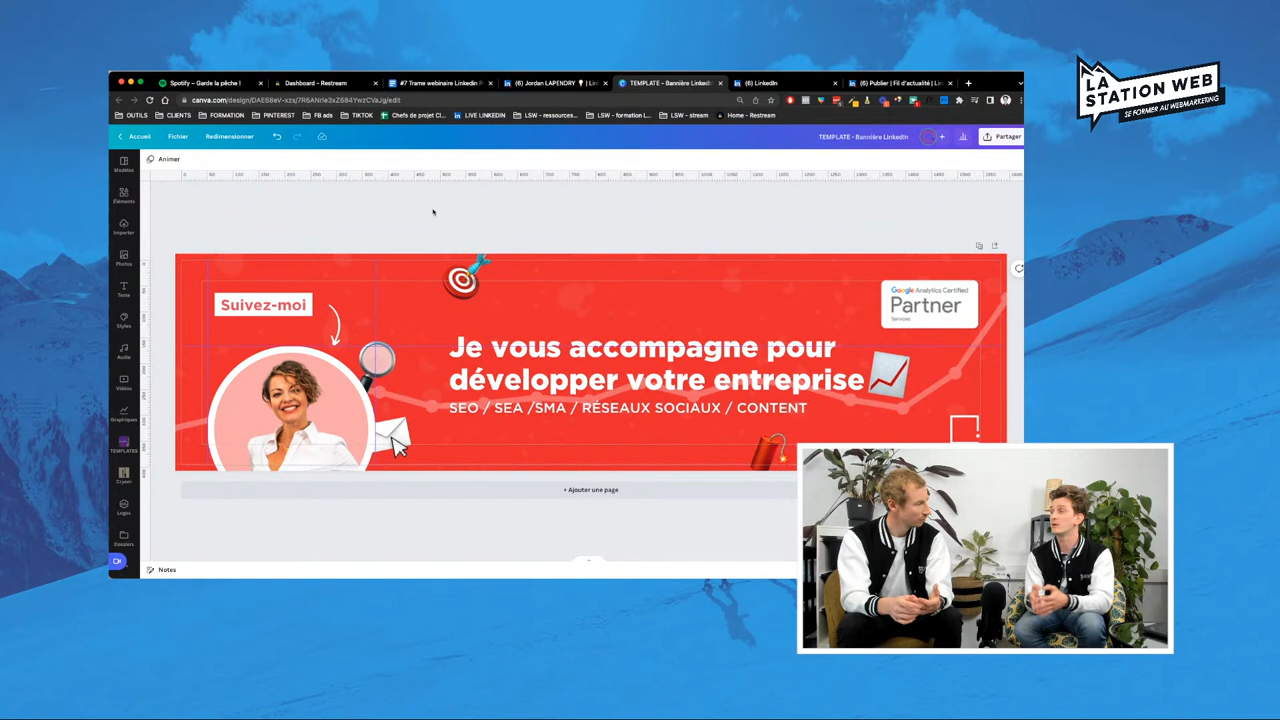 LA
STATION WEB
SE FORMER AU WEBMARKETING
Spotify – Garde la pêche !
Dashboard - Restream
#7 Trame webinaire LinkedIn P
(6) Jordan LAPENDRY
TEMPLATE - Bannière LinkedIn
(6) LinkedIn
(6) Publier | Fil d'actualité | Lin
OUTILS
CLIENTS
FORMATION
PINTEREST
FB ads
TIKTOK
Chefs de projet Cl...
LIVE LINKEDIN
LSW - ressources...
LSW - formation L...
LSW - stream
Home - Restream
Accueil
Fichier
Redimensionner
TEMPLATE - Bannière LinkedIn
Partager
Animer
Modèles
Éléments
Importer
Photos
Texte
Styles
Audio
Vidéos
Graphiques
TEMPLATES
Logos
Dossiers
Suivez-moi
Google Analytics Certified
Partner
Services
Je vous accompagne pour
développer votre entreprise
SEO / SEA /SMA / RÉSEAUX SOCIAUX / CONTENT
+ Ajouter une page
Notes